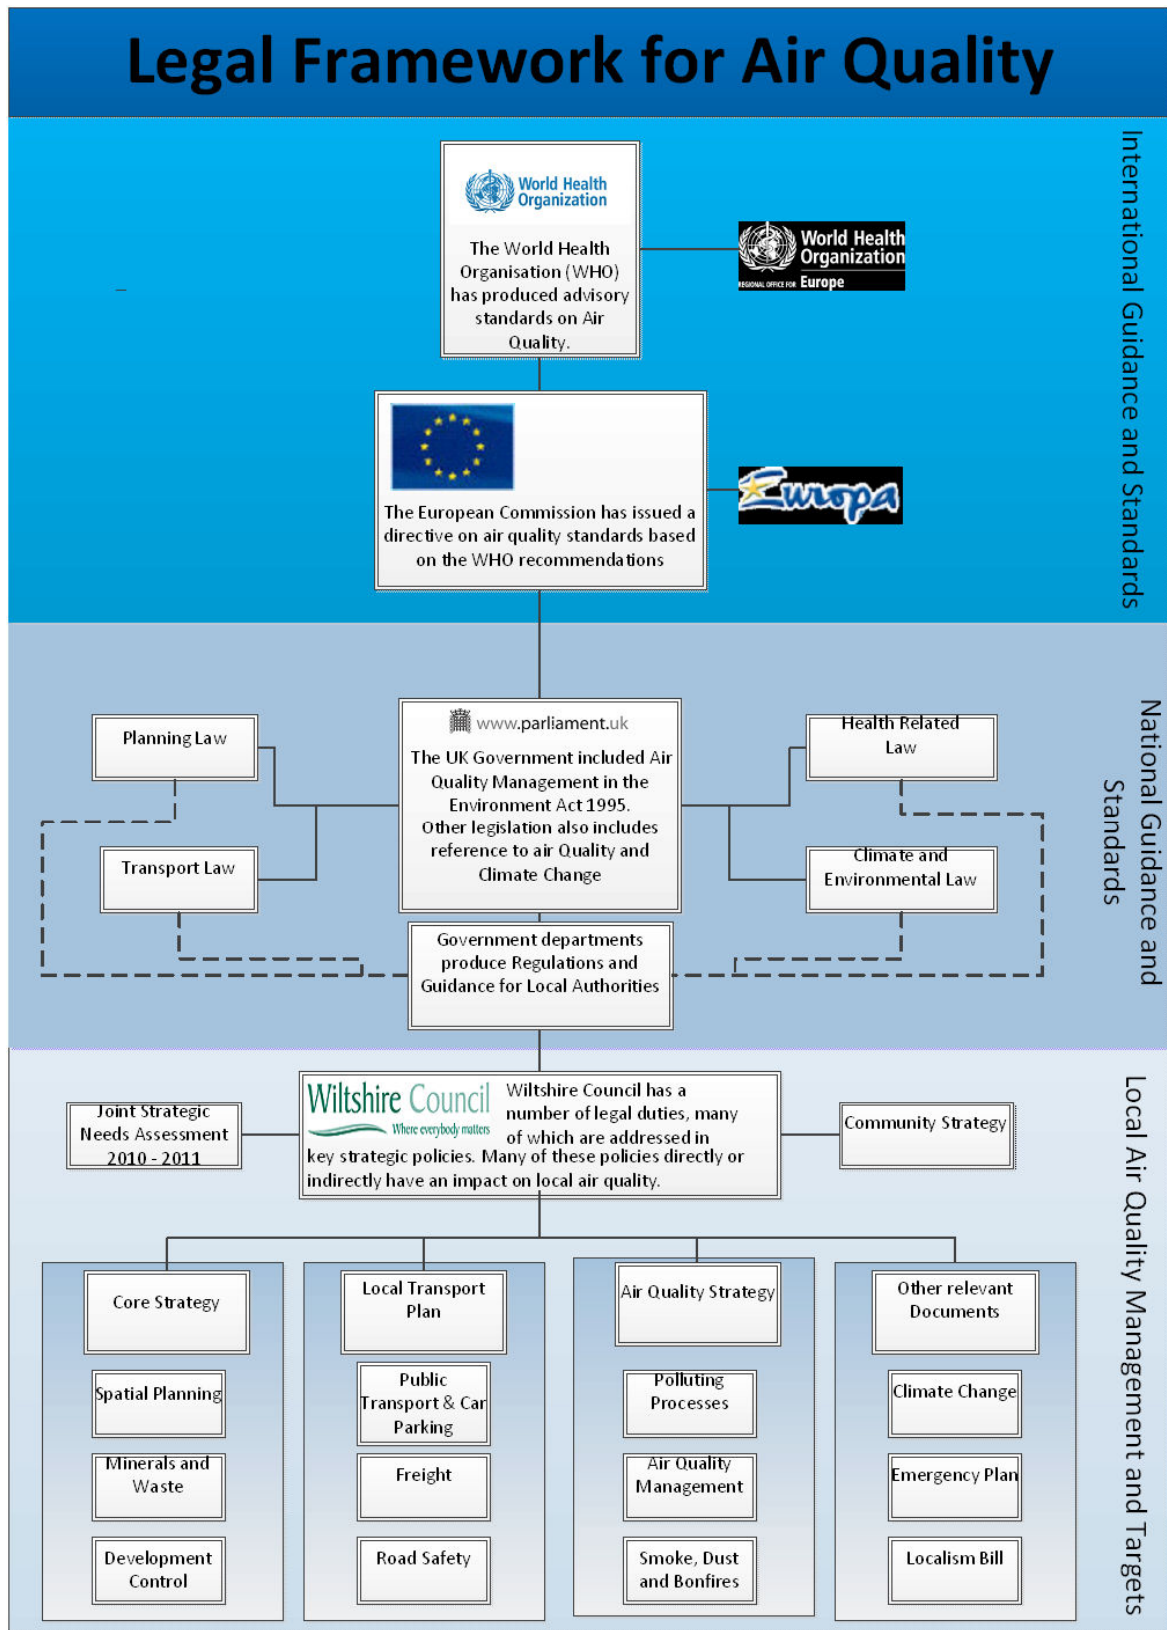 Legal Framework for Air Quality
International Guidance and Standards
World Health
Organization
The World Health
Organisation (WHO)
has produced advisory
standards on Air
Quality.
World Health
Organization
REGIONAL OFFICE FOR Europe
The European Commission has issued a
directive on air quality standards based
on the WHO recommendations
Europa
National Guidance and
Standards
Planning Law
www.parliament.uk
The UK Government included Air
Quality Management in the
Environment Act 1995.
Other legislation also includes
reference to air Quality and
Climate Change
Health Related
Law
Transport Law
Climate and
Environmental Law
Government departments
produce Regulations and
Guidance for Local Authorities
Local Air Quality Management and Targets
Joint Strategic
Needs Assessment
2010 - 2011
Wiltshire Council
Where everybody matters
Wiltshire Council has a
number of legal duties, many
of which are addressed in
key strategic policies. Many of these policies directly or
indirectly have an impact on local air quality.
Community Strategy
Core Strategy
Spatial Planning
Minerals and
Waste
Development
Control
Local Transport
Plan
Public
Transport & Car
Parking
Freight
Road Safety
Air Quality Strategy
Polluting
Processes
Air Quality
Management
Smoke, Dust
and Bonfires
Other relevant
Documents
Climate Change
Emergency Plan
Localism Bill